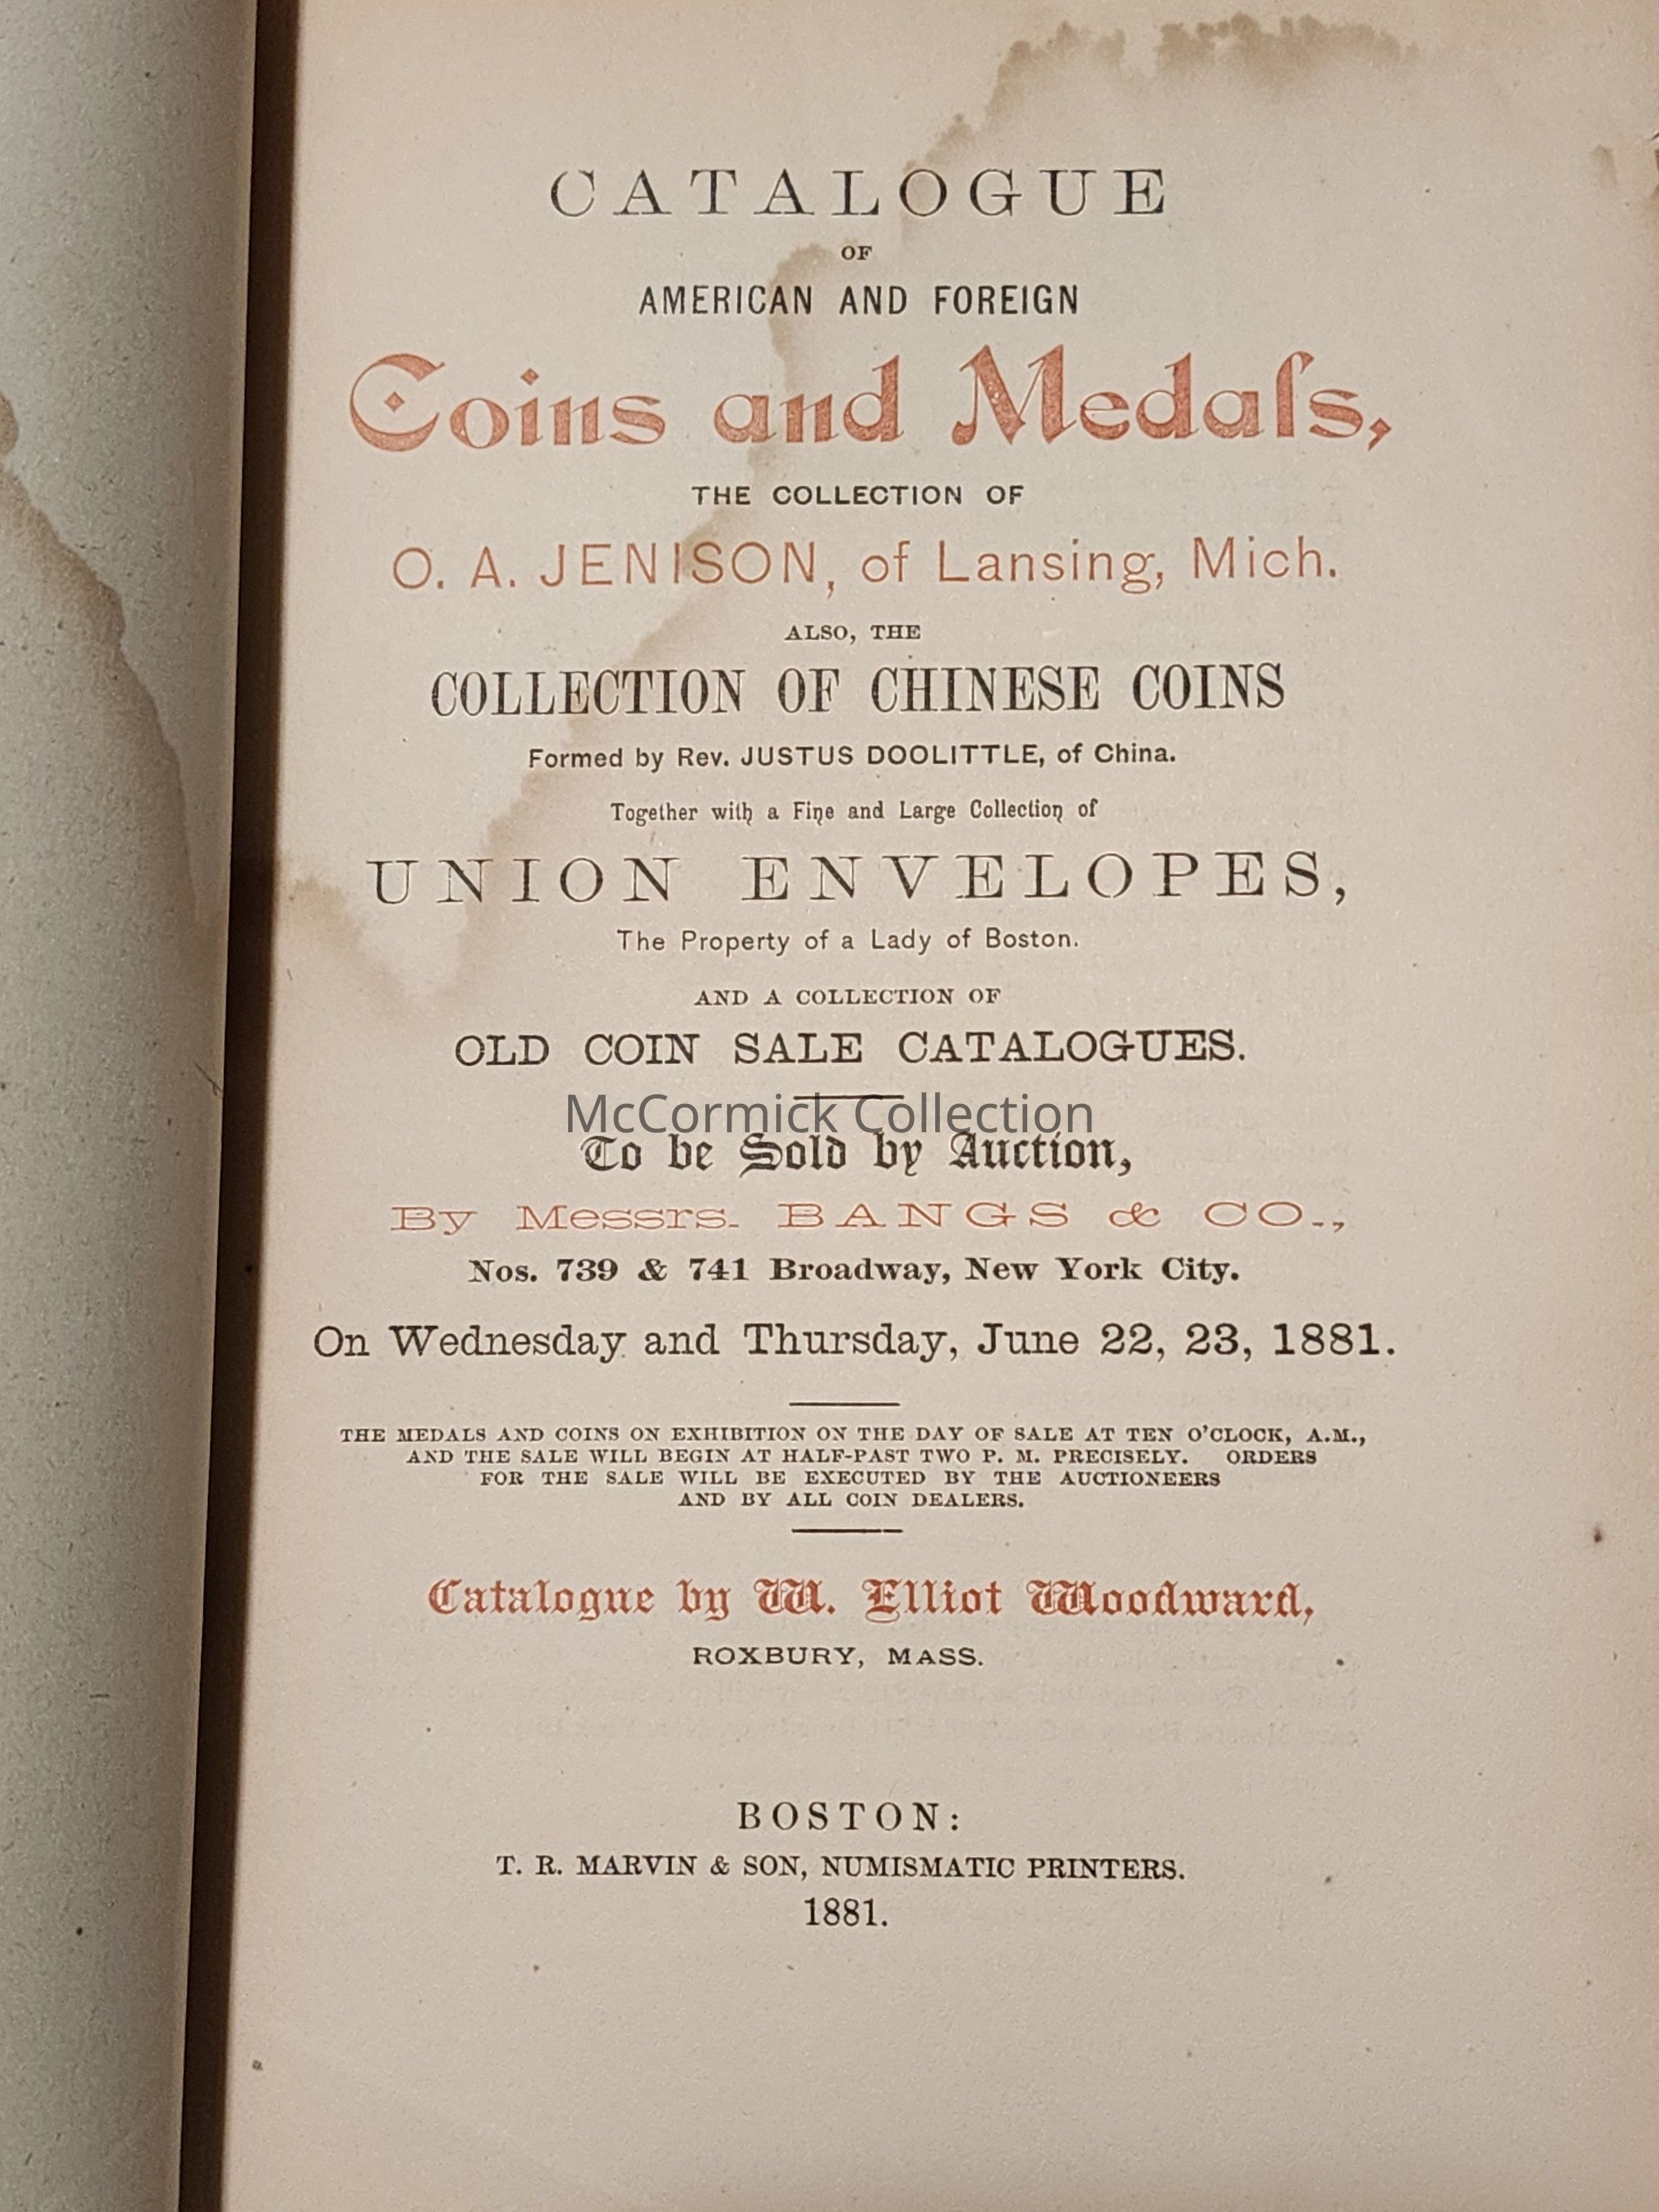 CATALOGUE
OF
AMERICAN AND FOREIGN
Coins and Medals,
THE COLLECTION OF
O. A. JENISON, of Lansing, Mich.
ALSO, THE
COLLECTION OF CHINESE COINS
Formed by Rev. JUSTUS DOOLITTLE, of China.
Together with a Fine and Large Collection of
UNION ENVELOPES,
The Property of a Lady of Boston.
AND A COLLECTION OF
OLD COIN SALE CATALOGUES.
McCormick Collection
To be Sold by Auction,
By Messrs. BANGS & CO.,
Nos. 739 & 741 Broadway, New York City.
On Wednesday and Thursday, June 22, 23, 1881.
THE MEDALS AND COINS ON EXHIBITION ON THE DAY OF SALE AT TEN O'CLOCK, A.M.,
AND THE SALE WILL BEGIN AT HALF-PAST TWO P. M. PRECISELY. ORDERS
FOR THE SALE WILL BE EXECUTED BY THE AUCTIONEERS
AND BY ALL COIN DEALERS.
Catalogue by W. Elliot Woodward,
ROXBURY, MASS.
BOSTON:
T. R. MARVIN & SON, NUMISMATIC PRINTERS.
1881.